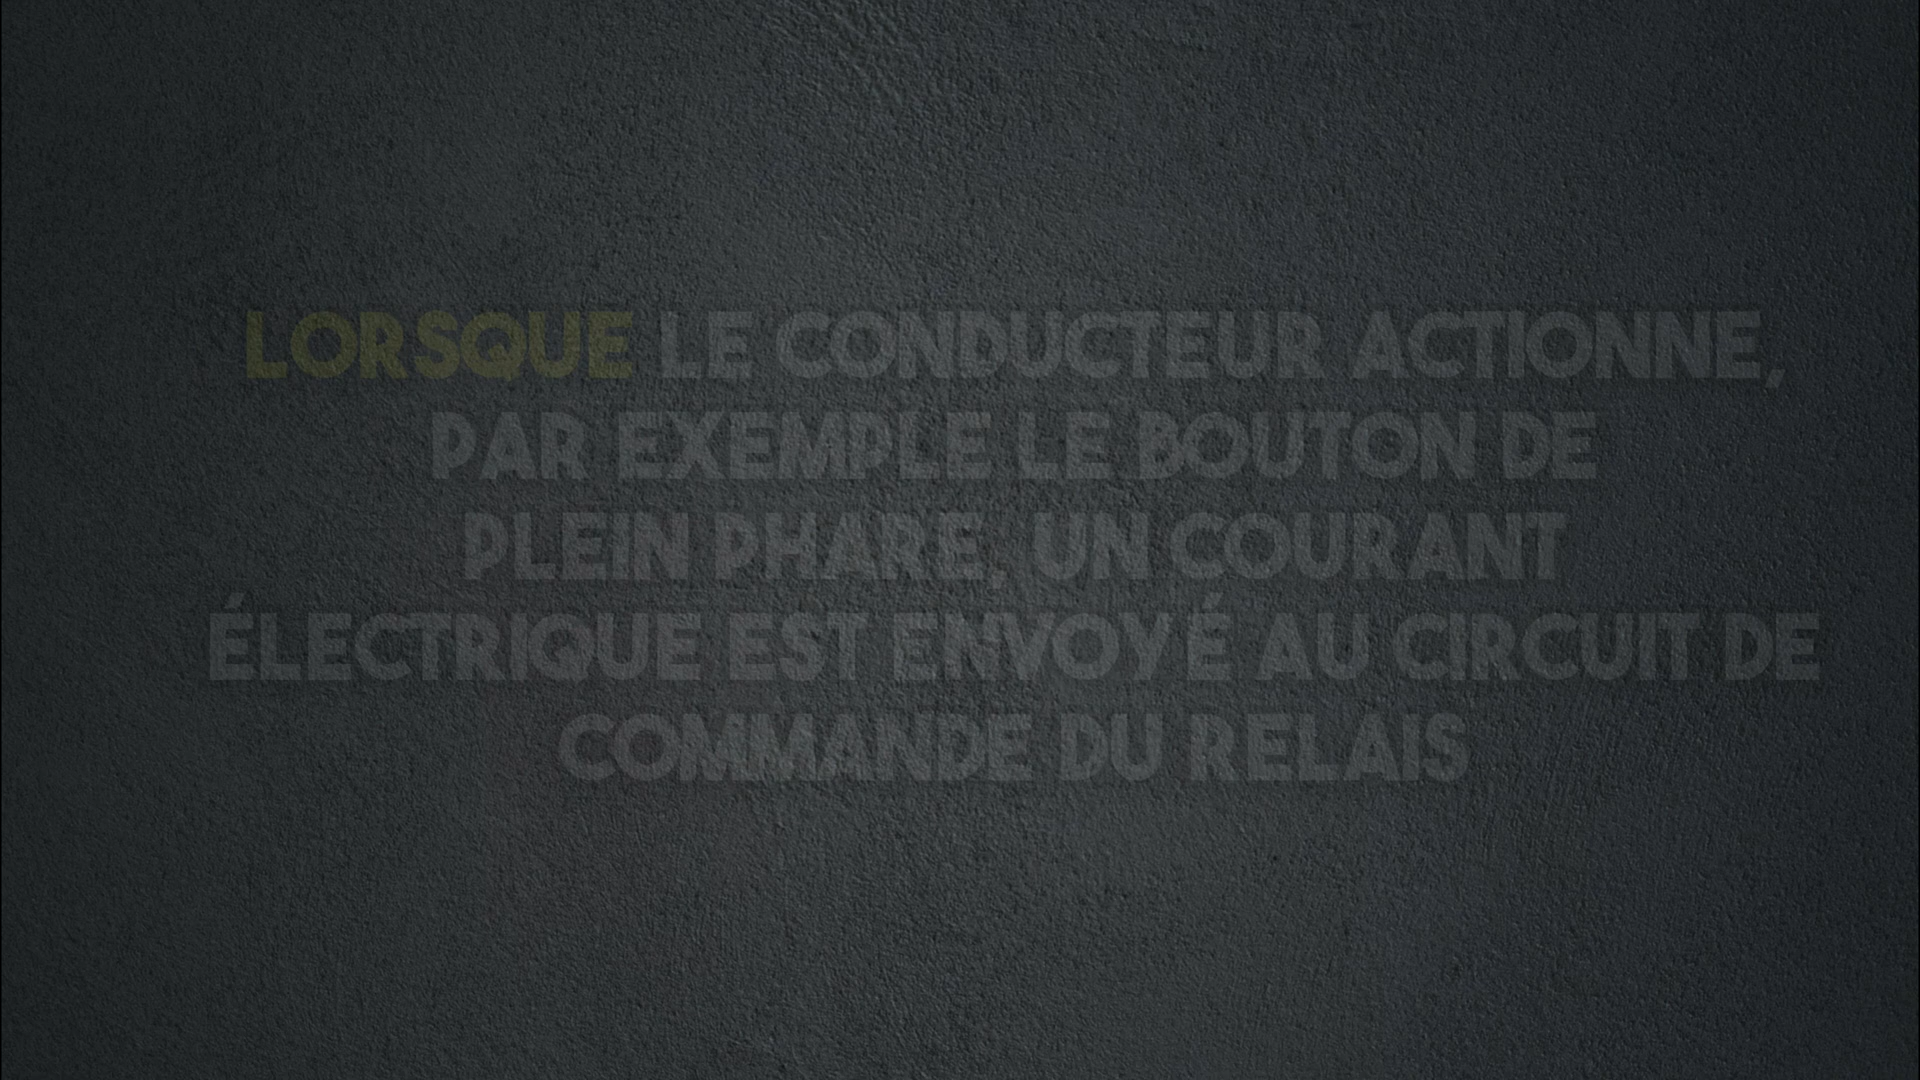 LORSQUE LE CONDUCTEUR ACTIONNE,
PAR EXEMPLE LE BOUTON DE
PLEIN PHARE, UN COURANT
ÉLECTRIQUE EST ENVOYÉ AU CIRCUIT DE
COMMANDE DU RELAIS